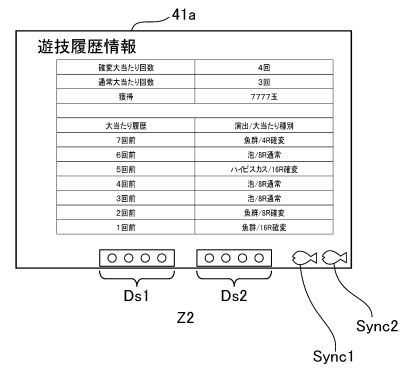 41a
遊技履歴情報
確変大当たり回数 4回
通常大当たり回数 3回
獲得 7777玉
大当たり履歴 演出/大当たり種別
7回前 魚群/4R確変
6回前 泡/8R通常
5回前 ハイビスカス/16R確変
4回前 泡/8R通常
3回前 泡/8R通常
2回前 魚群/8R確変
1回前 魚群/16R確変
Ds1 Ds2
Z2
Sync2
Sync1